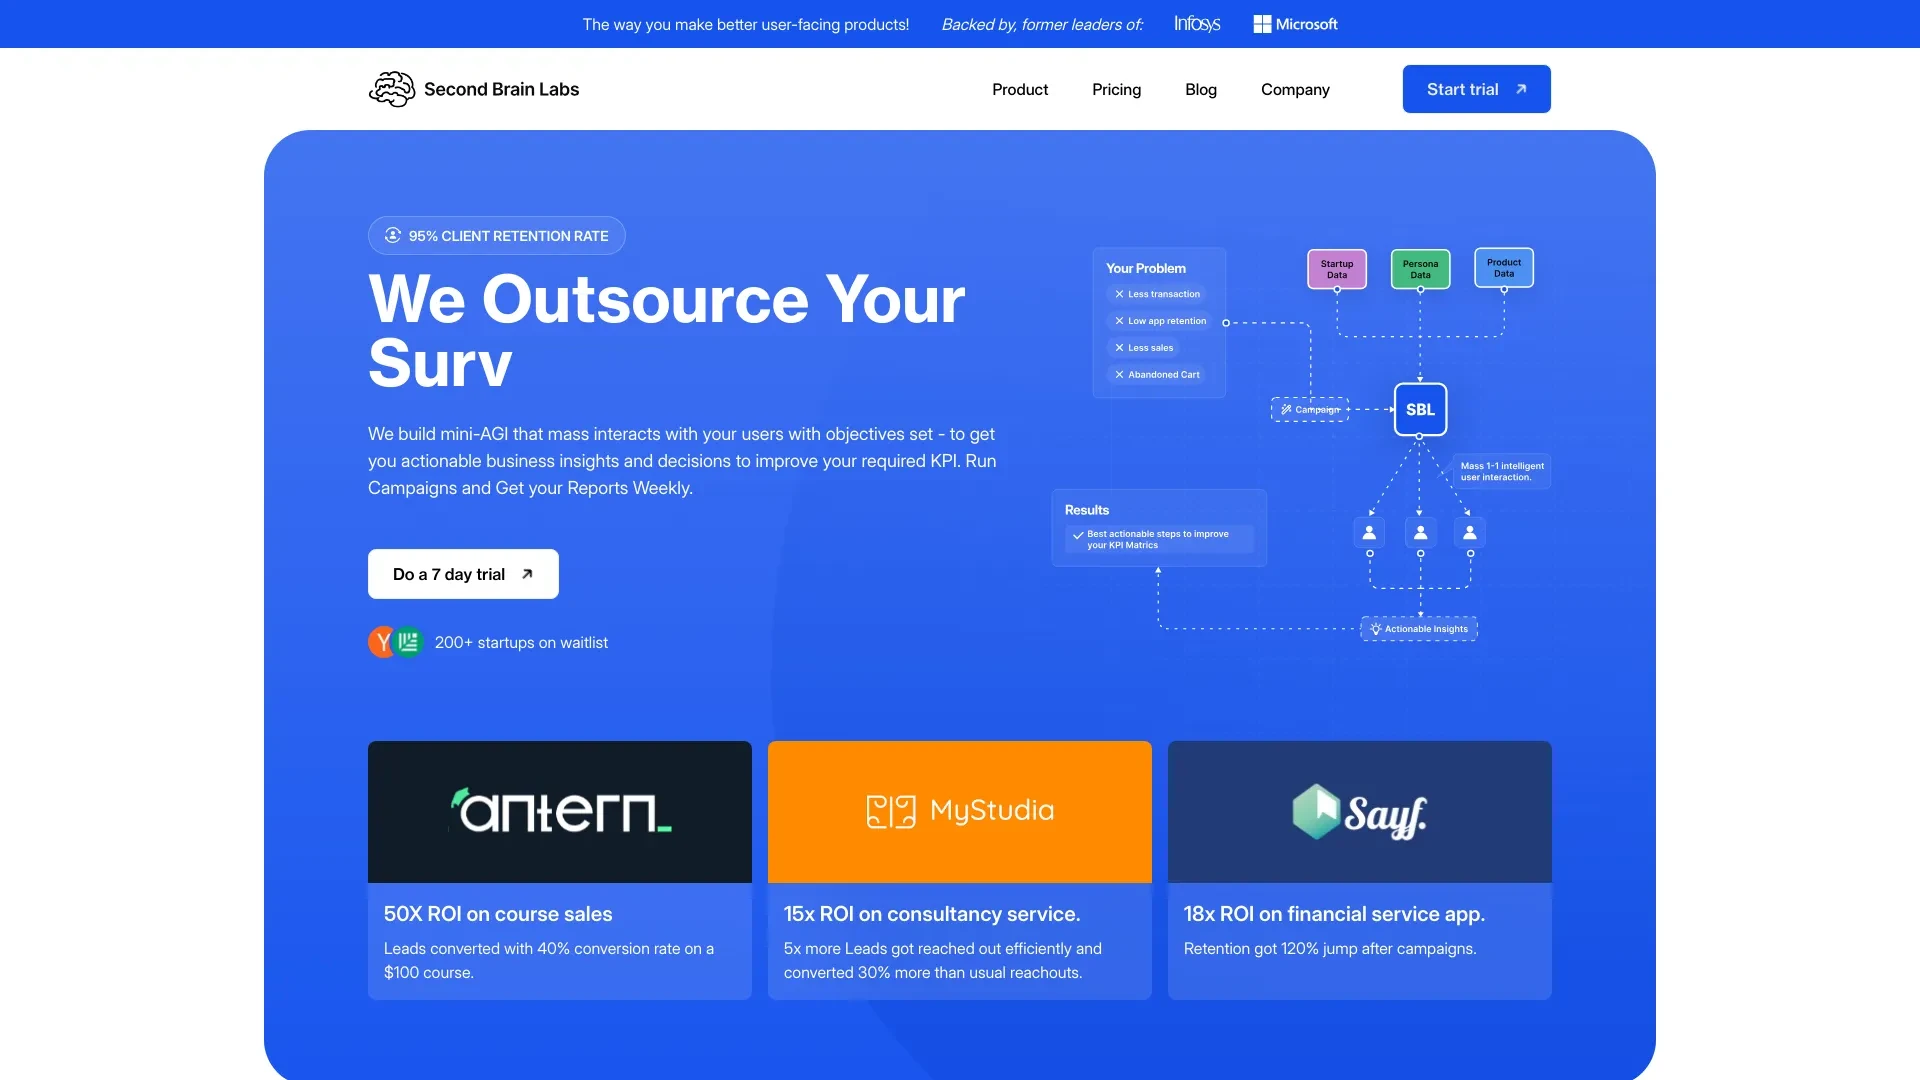 The way you make better user-facing products!
Backed by, former leaders of:
Infosys
Microsoft
Second Brain Labs
Product
Pricing
Blog
Company
Start trial
95% CLIENT RETENTION RATE
We Outsource Your
Surv
We build mini-AGI that mass interacts with your users with objectives set - to get
you actionable business insights and decisions to improve your required KPI. Run
Campaigns and Get your Reports Weekly.
Do a 7 day trial
Y
200+ startups on waitlist
Your Problem
Less transaction
Low app retention
Less sales
Abandoned Cart
Startup
Data
Persona
Data
Product
Data
Campaign
SBL
Mass 1-1 intelligent
user interaction.
Results
Best actionable steps to improve
your KPI Matrics
Actionable Insights
antern_
MyStudia
Sayf.
50X ROI on course sales
Leads converted with 40% conversion rate on a
$100 course.
15x ROI on consultancy service.
5x more Leads got reached out efficiently and
converted 30% more than usual reachouts.
18x ROI on financial service app.
Retention got 120% jump after campaigns.